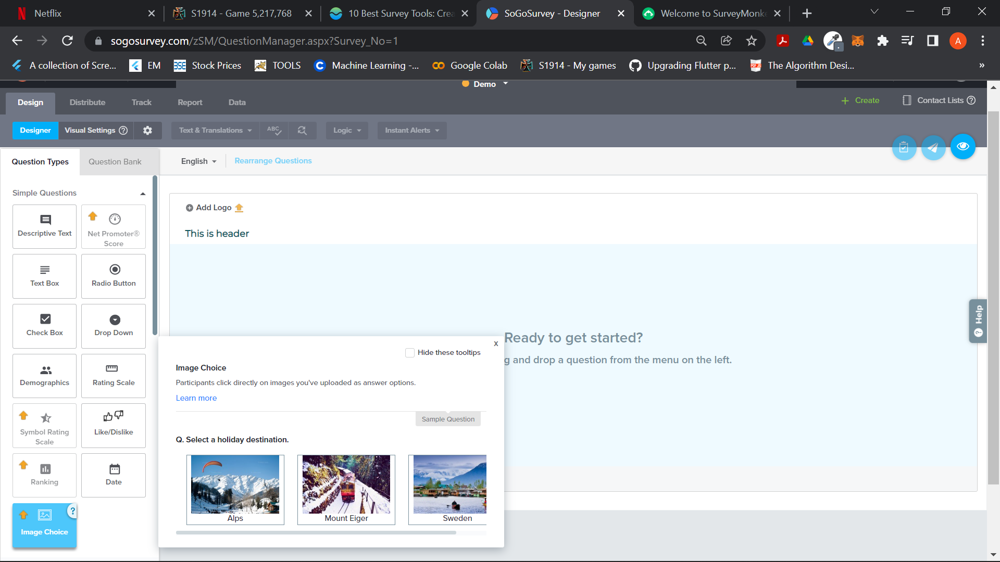 Netflix
S1914 - Game 5,217,768
10 Best Survey Tools: Crea
SoGoSurvey - Designer
Welcome to SurveyMonke
sogosurvey.com/zSM/QuestionManager.aspx?Survey_No=1
A
A collection of Scre...
EM
BSE
Stock Prices
TOOLS
Machine Learning -...
Google Colab
S1914 - My games
Upgrading Flutter p...
The Algorithm Desi...
»
Demo
Design
Distribute
Track
Report
Data
+ Create
Contact Lists ?
Designer
Visual Settings ?
Text & Translations
ABC
Logic
Instant Alerts
Question Types
Question Bank
English
Rearrange Questions
Simple Questions
Add Logo
This is header
Descriptive Text
Net Promoter®
Score
Text Box
Radio Button
Check Box
Drop Down
Demographics
Rating Scale
Symbol Rating
Scale
Like/Dislike
Ranking
Date
?
Image Choice
Ready to get started?
g and drop a question from the menu on the left.
Help
?
X
Hide these tooltips
Image Choice
Participants click directly on images you've uploaded as answer options.
Learn more
Sample Question
Q. Select a holiday destination.
Alps
Mount Eiger
Sweden